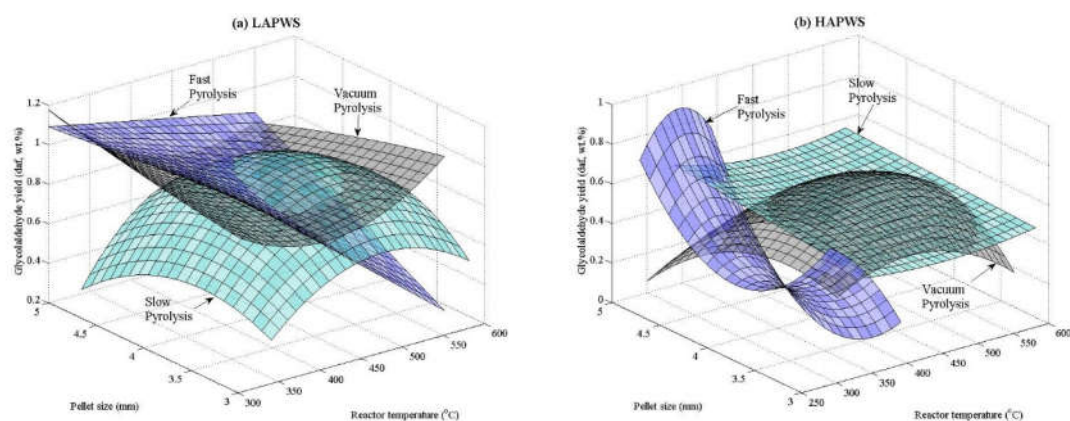 (a) LAPWS
Fast
Pyrolysis
Vacuum
Pyrolysis
Slow
Pyrolysis
Glycolaldehyde yield (daf, wt.%)
1.2
1
0.8
0.6
0.4
0.2
5
4.5
4
3.5
3
Pellet size (mm)
300
350
400
450
500
550
600
Reactor temperature (⁰C)
(b) HAPWS
Fast
Pyrolysis
Slow
Pyrolysis
Vacuum
Pyrolysis
Glycolaldehyde yield (daf, wt.%)
1
0.8
0.6
0.4
0.2
0
5
4.5
4
3.5
3
Pellet size (mm)
250
300
350
400
450
500
550
600
Reactor temperature (⁰C)